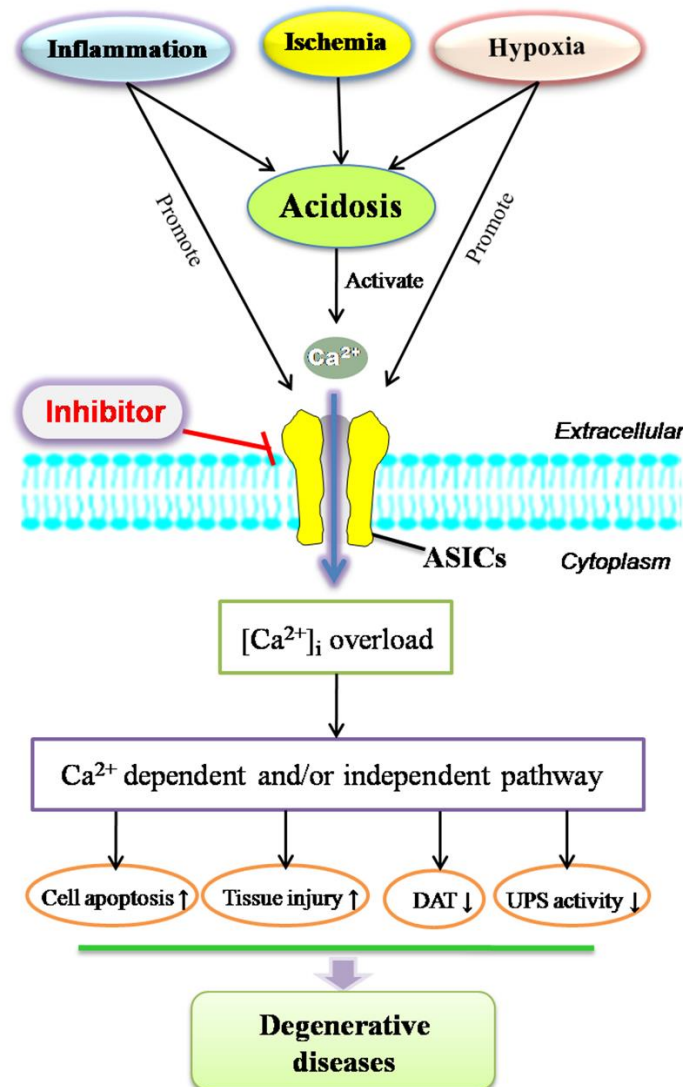 Inflammation
Ischemia
Hypoxia
Acidosis
Promote
Promote
Activate
Ca²⁺
Inhibitor
Extracellular
ASICs
Cytoplasm
[Ca²⁺]ᵢ overload
Ca²⁺ dependent and/or independent pathway
Cell apoptosis ↑
Tissue injury ↑
DAT ↓
UPS activity ↓
Degenerative
diseases